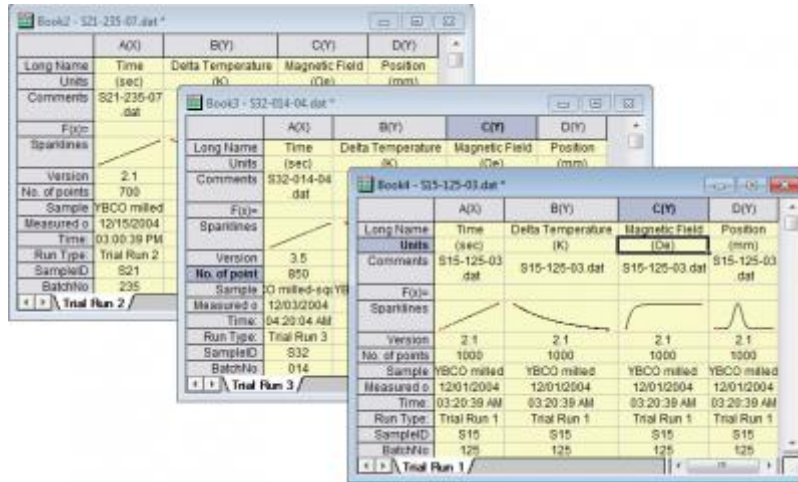 Book2 - S21-235-07.dat *
A(X) B(Y) C(Y) D(Y)
Long Name Time Delta Temperature Magnetic Field Position
Units (sec) (K) (Oe) (mm)
Comments S21-235-07
.dat
F(x)=
Sparklines
Version 2.1
No. of points 700
Sample YBCO milled
Measured o 12/15/2004
Time: 03:00:39 PM
Run Type: Trial Run 2
SampleID S21
BatchNo 235
Trial Run 2
Book3 - S32-014-04.dat *
A(X) B(Y) C(Y) D(Y)
Long Name Time Delta Temperature Magnetic Field Position
Units (sec) (K) (Oe) (mm)
Comments S32-014-04
.dat
F(x)=
Sparklines
Version 3.5
No. of point 850
Sample
Measured o 12/03/2004
Time: 04:20:04 AM
Run Type: Trial Run 3
SampleID S32
BatchNo 014
Trial Run 3
Book4 - S15-125-03.dat *
A(X) B(Y) C(Y) D(Y)
Long Name Time Delta Temperature Magnetic Field Position
Units (sec) (K) (Oe) (mm)
Comments S15-125-03
.dat S15-125-03.dat S15-125-03.dat S15-125-03
.dat
F(x)=
Sparklines
Version 2.1 2.1 2.1 2.1
No. of points 1000 1000 1000 1000
Sample YBCO milled YBCO milled YBCO milled YBCO milled
Measured o 12/01/2004 12/01/2004 12/01/2004 12/01/2004
Time: 03:20:39 AM 03:20:39 AM 03:20:39 AM 03:20:39 AM
Run Type: Trial Run 1 Trial Run 1 Trial Run 1 Trial Run 1
SampleID S15 S15 S15 S15
BatchNo 125 125 125 125
Trial Run 1